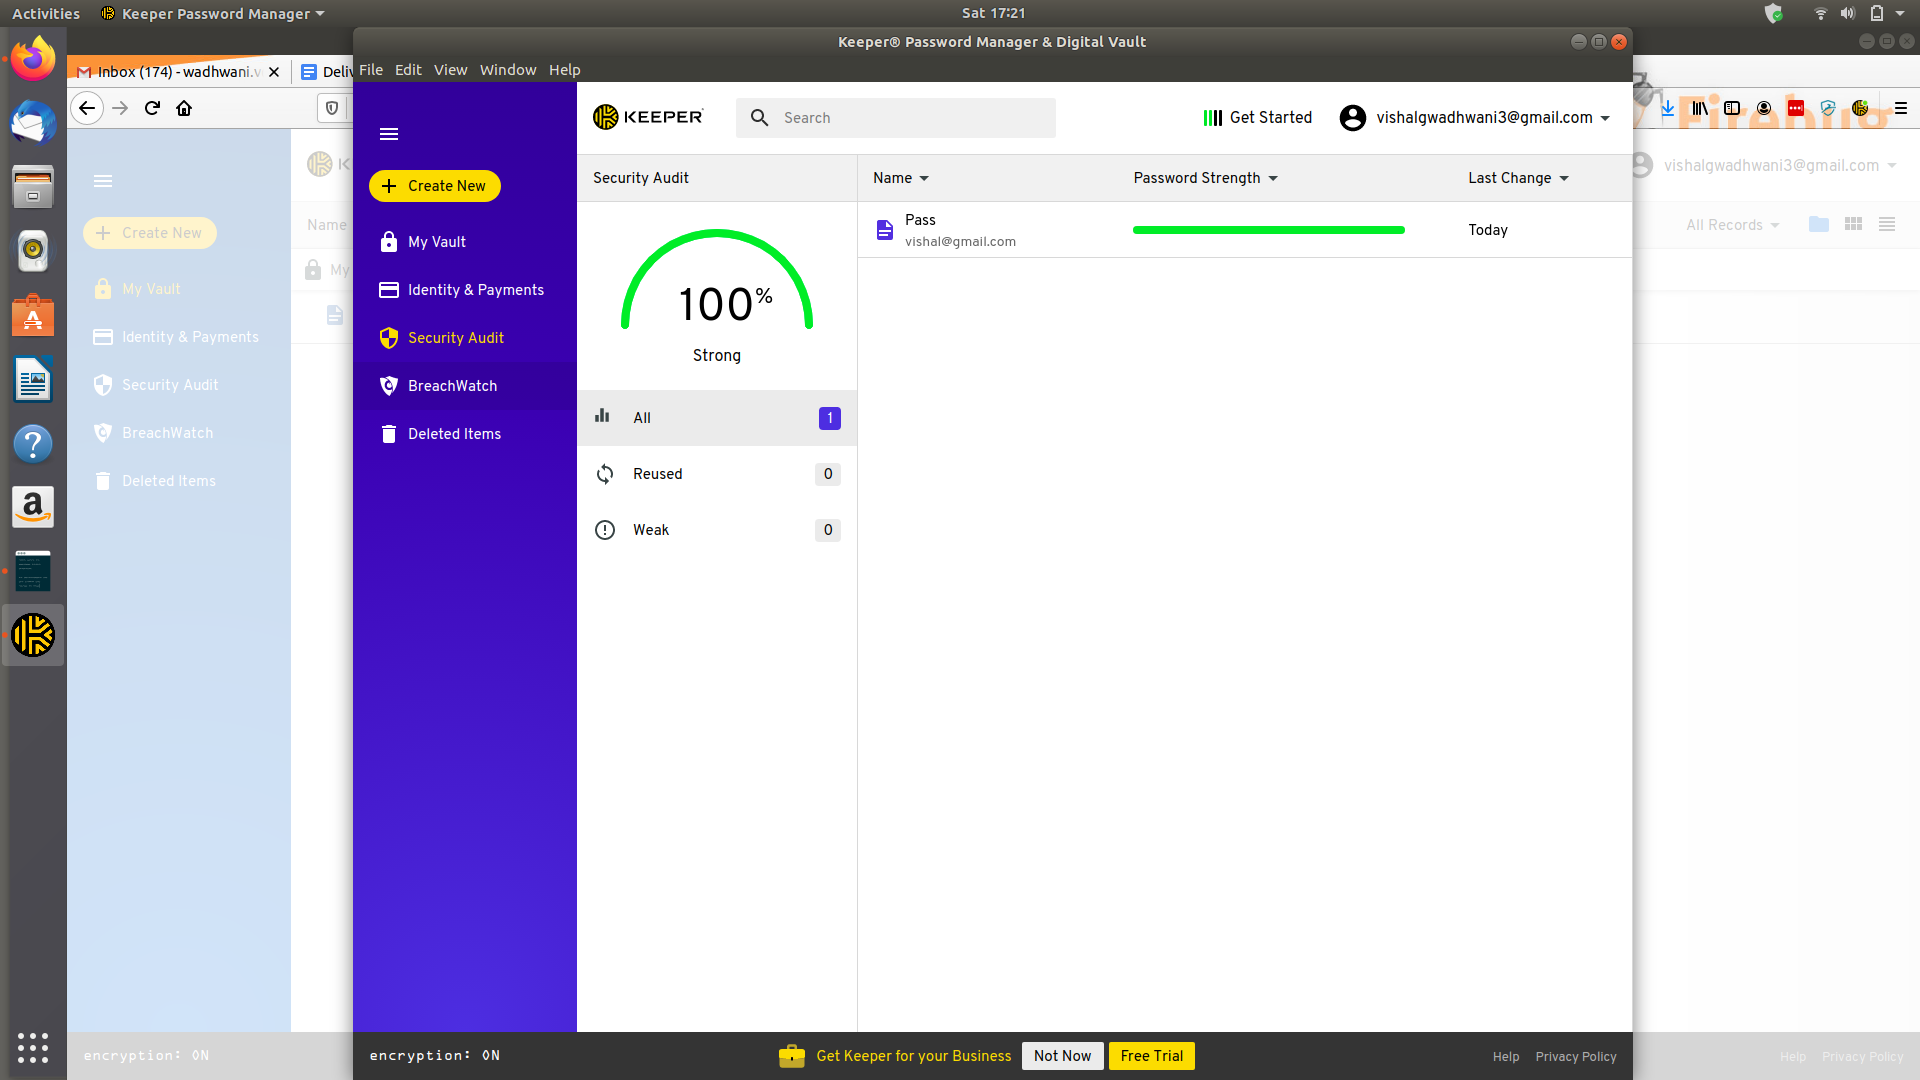 Activities
Keeper Password Manager
Sat 17:21
Keeper® Password Manager & Digital Vault
File Edit View Window Help
Inbox (174) - wadhwani.v
Deliv
Firebug
KEEPER
Search
Get Started
vishalgwadhwani3@gmail.com
K
vishalgwadhwani3@gmail.com
Create New
My Vault
Identity & Payments
Security Audit
BreachWatch
Deleted Items
Security Audit
100%
Strong
All 1
Reused 0
Weak 0
Name
Password Strength
Last Change
Pass
vishal@gmail.com
Today
Name
All Records
My
Create New
My Vault
Identity & Payments
Security Audit
BreachWatch
Deleted Items
encryption: ON
encryption: ON
Get Keeper for your Business
Not Now
Free Trial
Help
Privacy Policy
Help
Privacy Policy